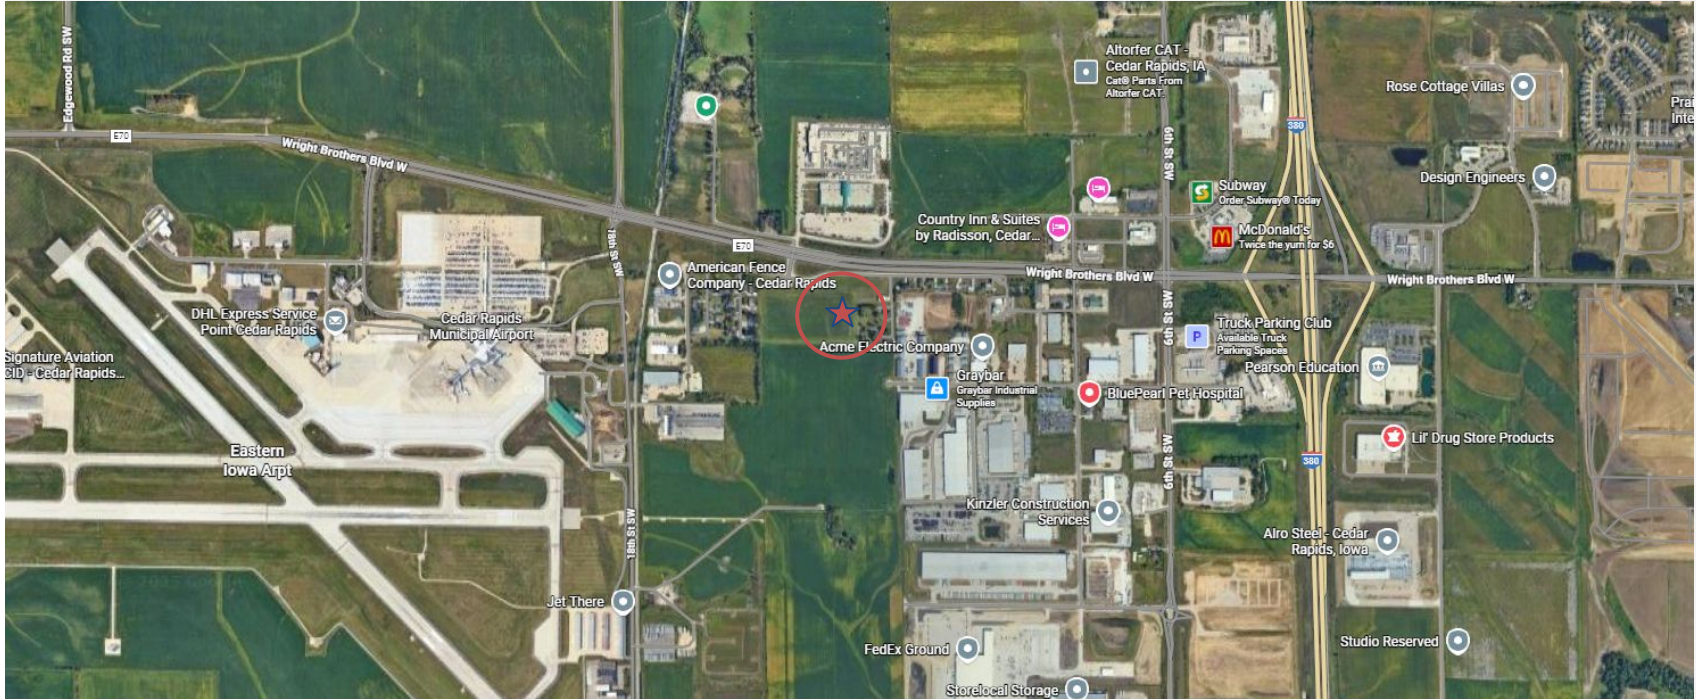 Edgewood Rd SW
E70
Wright Brothers Blvd W
Altorfer CAT -
Cedar Rapids, IA
Cat® Parts From
Altorfer CAT.
Rose Cottage Villas
Prai
Inte
380
6th St SW
Subway
Order Subway® Today
Design Engineers
Country Inn & Suites
by Radisson, Cedar...
McDonald's
Twice the yum for $6
E70
18th St SW
Wright Brothers Blvd W
Wright Brothers Blvd W
American Fence
Company - Cedar Rapids
DHL Express Service
Point Cedar Rapids
Cedar Rapids
Municipal Airport
6th St SW
P
Truck Parking Club
Available Truck
Parking Spaces
Signature Aviation
CID - Cedar Rapids...
Acme Electric Company
Pearson Education
Graybar
Graybar Industrial
Supplies
BluePearl Pet Hospital
Lil' Drug Store Products
Eastern
Iowa Arpt
6th St SW
380
Kinzler Construction
Services
18th St SW
Alro Steel - Cedar
Rapids, Iowa
Jet There
FedEx Ground
Studio Reserved
Storelocal Storage